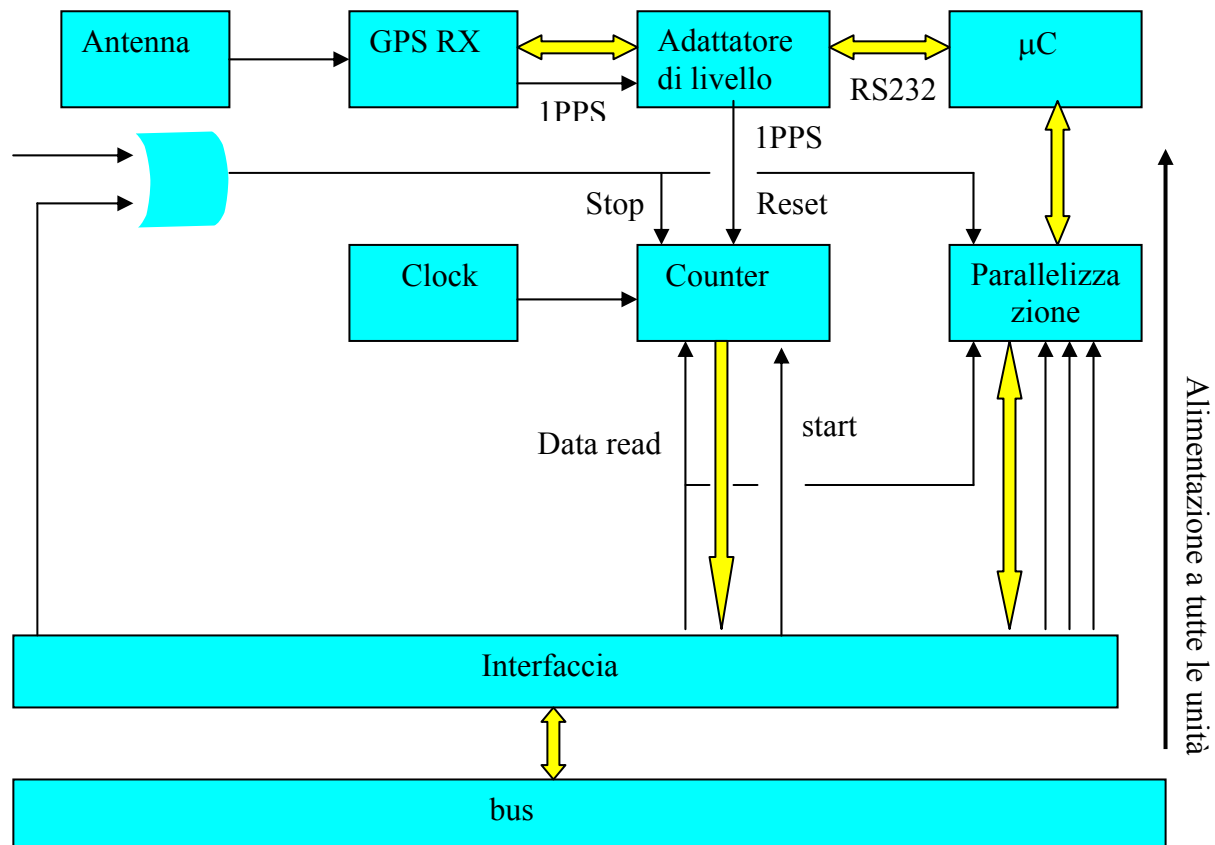 Antenna
GPS RX
Adattatore
di livello
μC
RS232
1PPS
1PPS
Stop
Reset
Clock
Counter
Parallelizza
zione
Data read
start
Alimentazione a tutte le unità
Interfaccia
bus